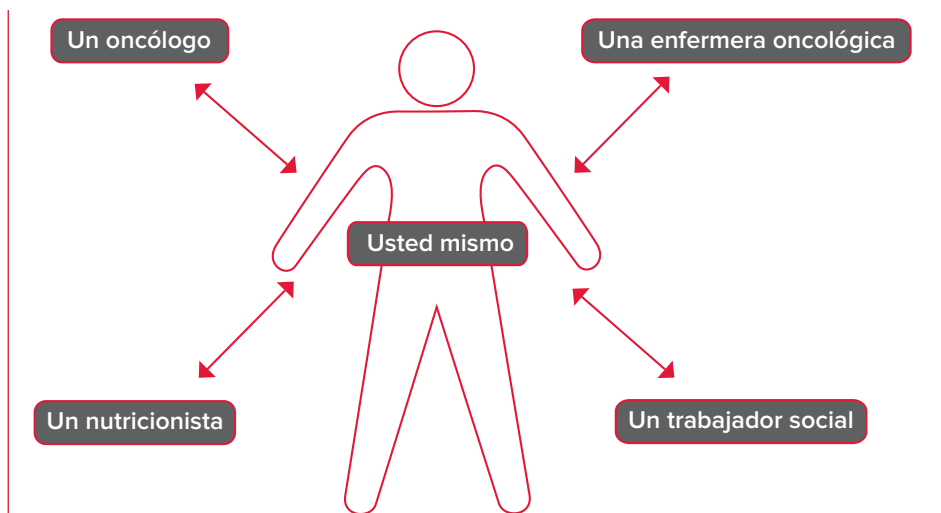 Un oncólogo
Una enfermera oncológica
Usted mismo
Un nutricionista
Un trabajador social